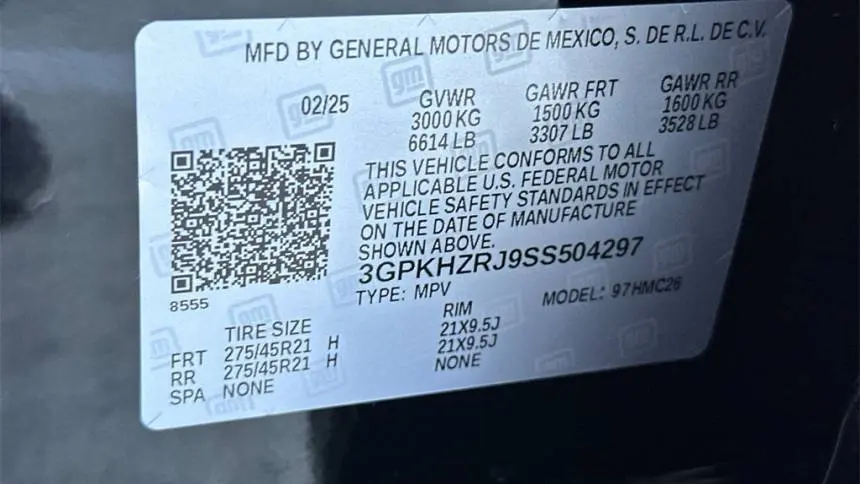 MFD BY GENERAL MOTORS DE MEXICO, S. DE R.L. DE C.V.
02/25 GVWR GAWR FRT GAWR RR
3000 KG 1500 KG 1600 KG
6614 LB 3307 LB 3528 LB
THIS VEHICLE CONFORMS TO ALL
APPLICABLE U.S. FEDERAL MOTOR
VEHICLE SAFETY STANDARDS IN EFFECT
ON THE DATE OF MANUFACTURE
SHOWN ABOVE.
3GPKHZRJ9SS504297
8555
TYPE: MPV MODEL: 97HMC26
TIRE SIZE RIM
FRT 275/45R21 H 21X9.5J
RR 275/45R21 H 21X9.5J
SPA NONE NONE
gm